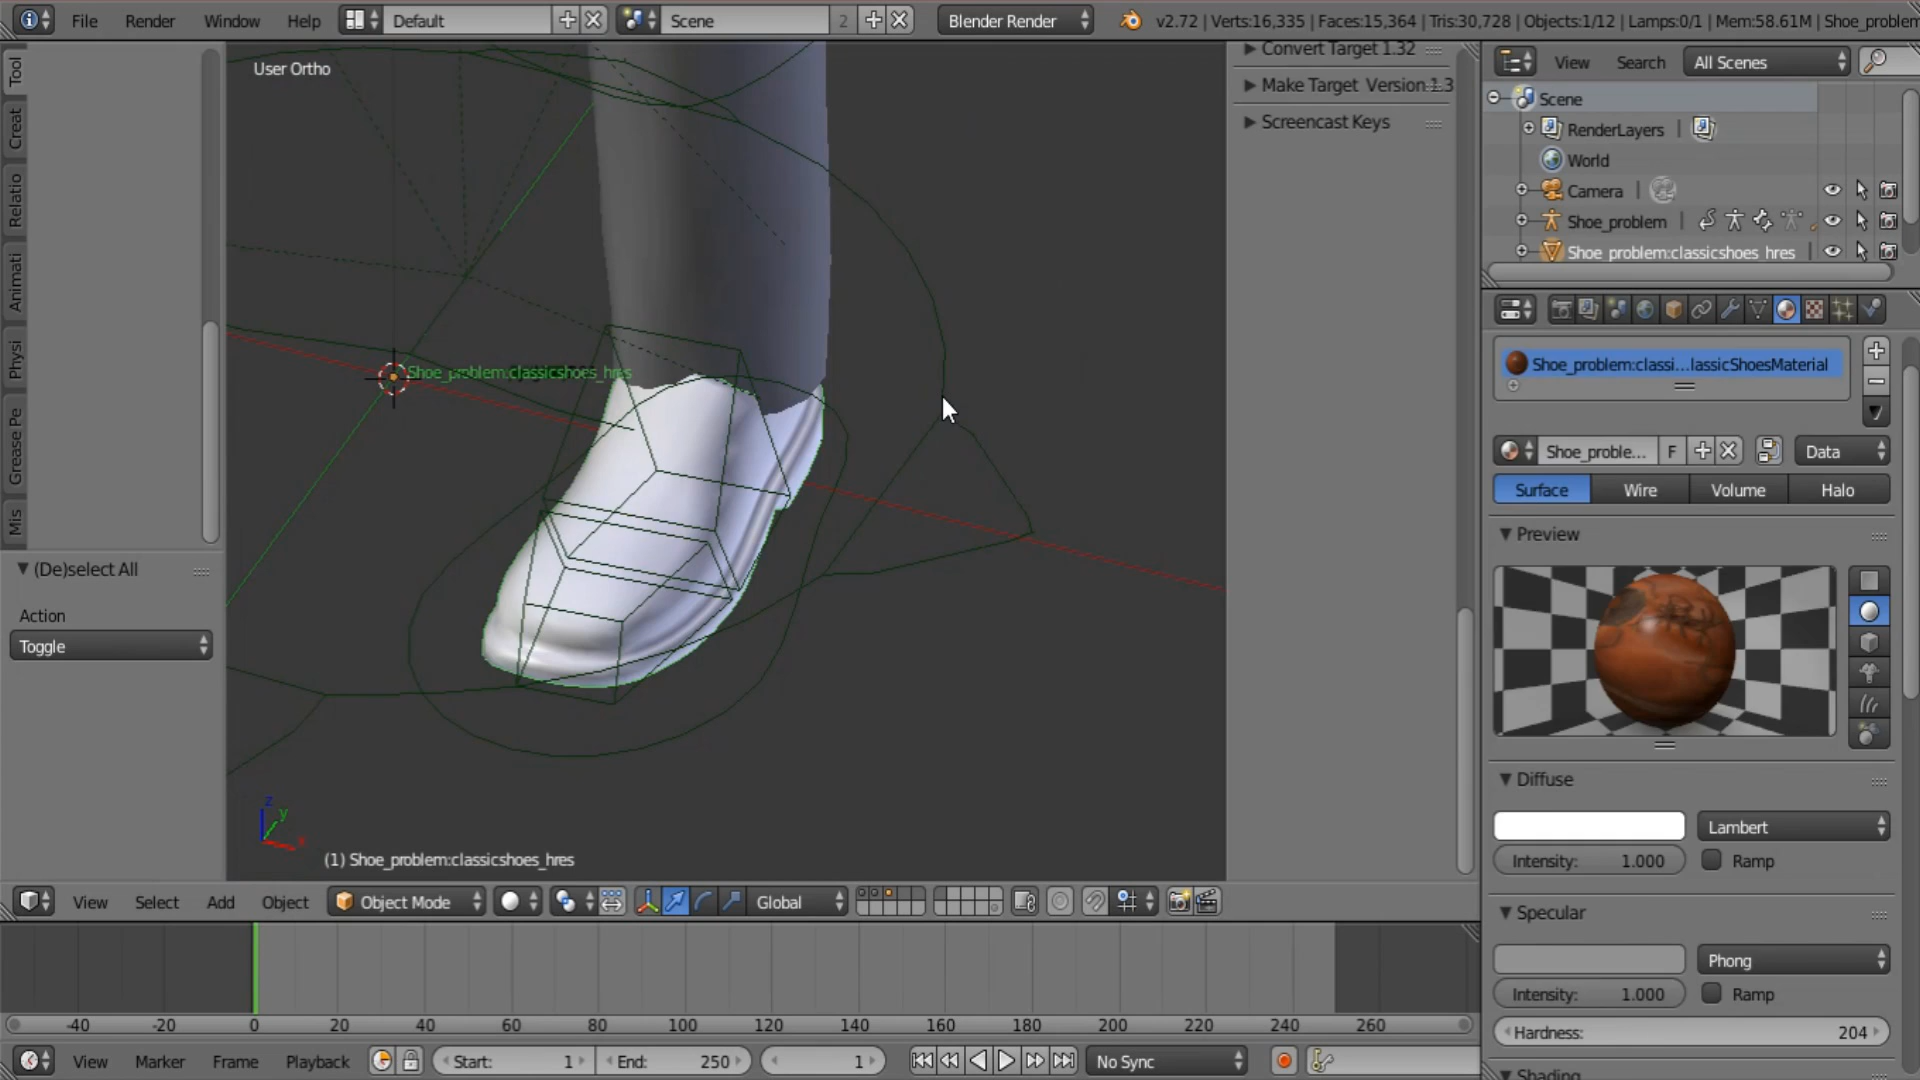 File Render Window Help Default Scene 2 Blender Render v2.72 | Verts:16,335 | Faces:15,364 | Tris:30,728 | Objects:1/12 | Lamps:0/1 | Mem:58.61M | Shoe_problem
User Ortho
Tool
Creat
Relatio
Animati
Physi
Grease Pe
Mis
(De)select All
Action
Toggle
Shoe_problem:classicshoes_hres
(1) Shoe_problem:classicshoes_hres
Convert Target 1.32
Make Target Version 1.3
Screencast Keys
View Search All Scenes
Scene
RenderLayers
World
Camera
Shoe_problem
Shoe_problem:classicshoes_hres
Shoe_problem:classi...lassicShoesMaterial
Shoe_proble... F Data
Surface Wire Volume Halo
Preview
Diffuse
Lambert
Intensity: 1.000 Ramp
Specular
Phong
Intensity: 1.000 Ramp
Hardness: 204
Shading
View Select Add Object Object Mode Global
-40 -20 0 20 40 60 80 100 120 140 160 180 200 220 240 260
View Marker Frame Playback Start: 1 End: 250 1 No Sync